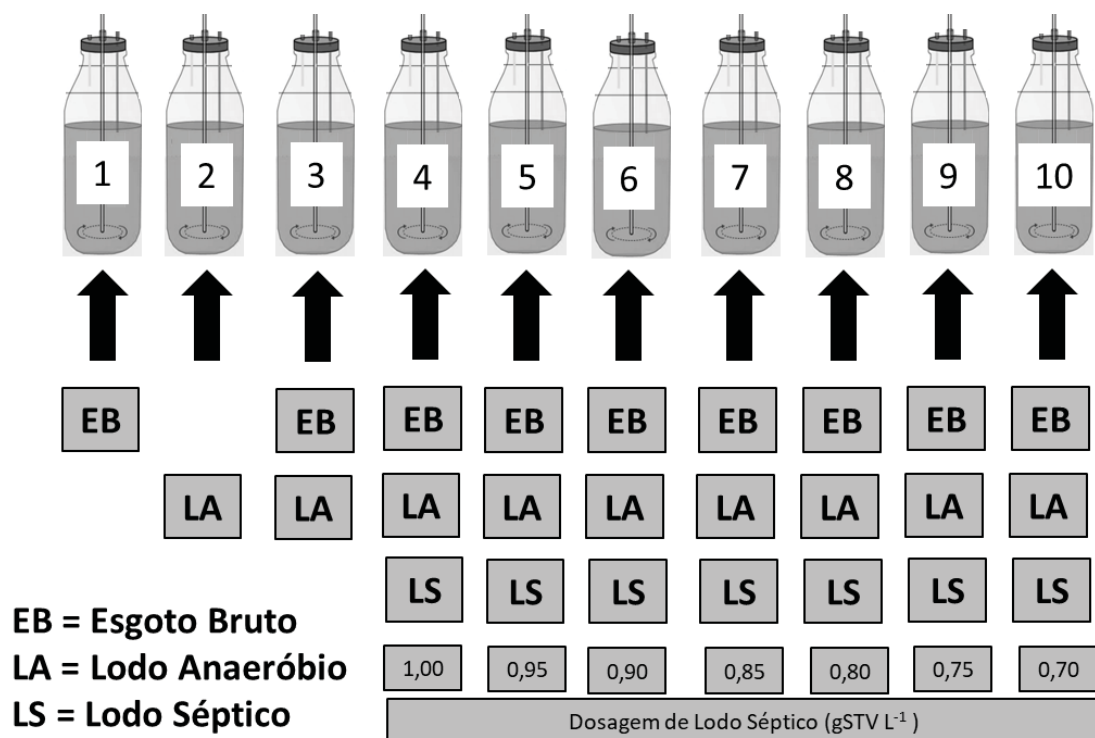 1 2 3 4 5 6 7 8 9 10
EB EB EB EB EB EB EB EB EB
LA LA LA LA LA LA LA LA LA
LS LS LS LS LS LS LS
EB = Esgoto Bruto
LA = Lodo Anaeróbio
1,00 0,95 0,90 0,85 0,80 0,75 0,70
LS = Lodo Séptico
Dosagem de Lodo Séptico (gSTV L⁻¹ )